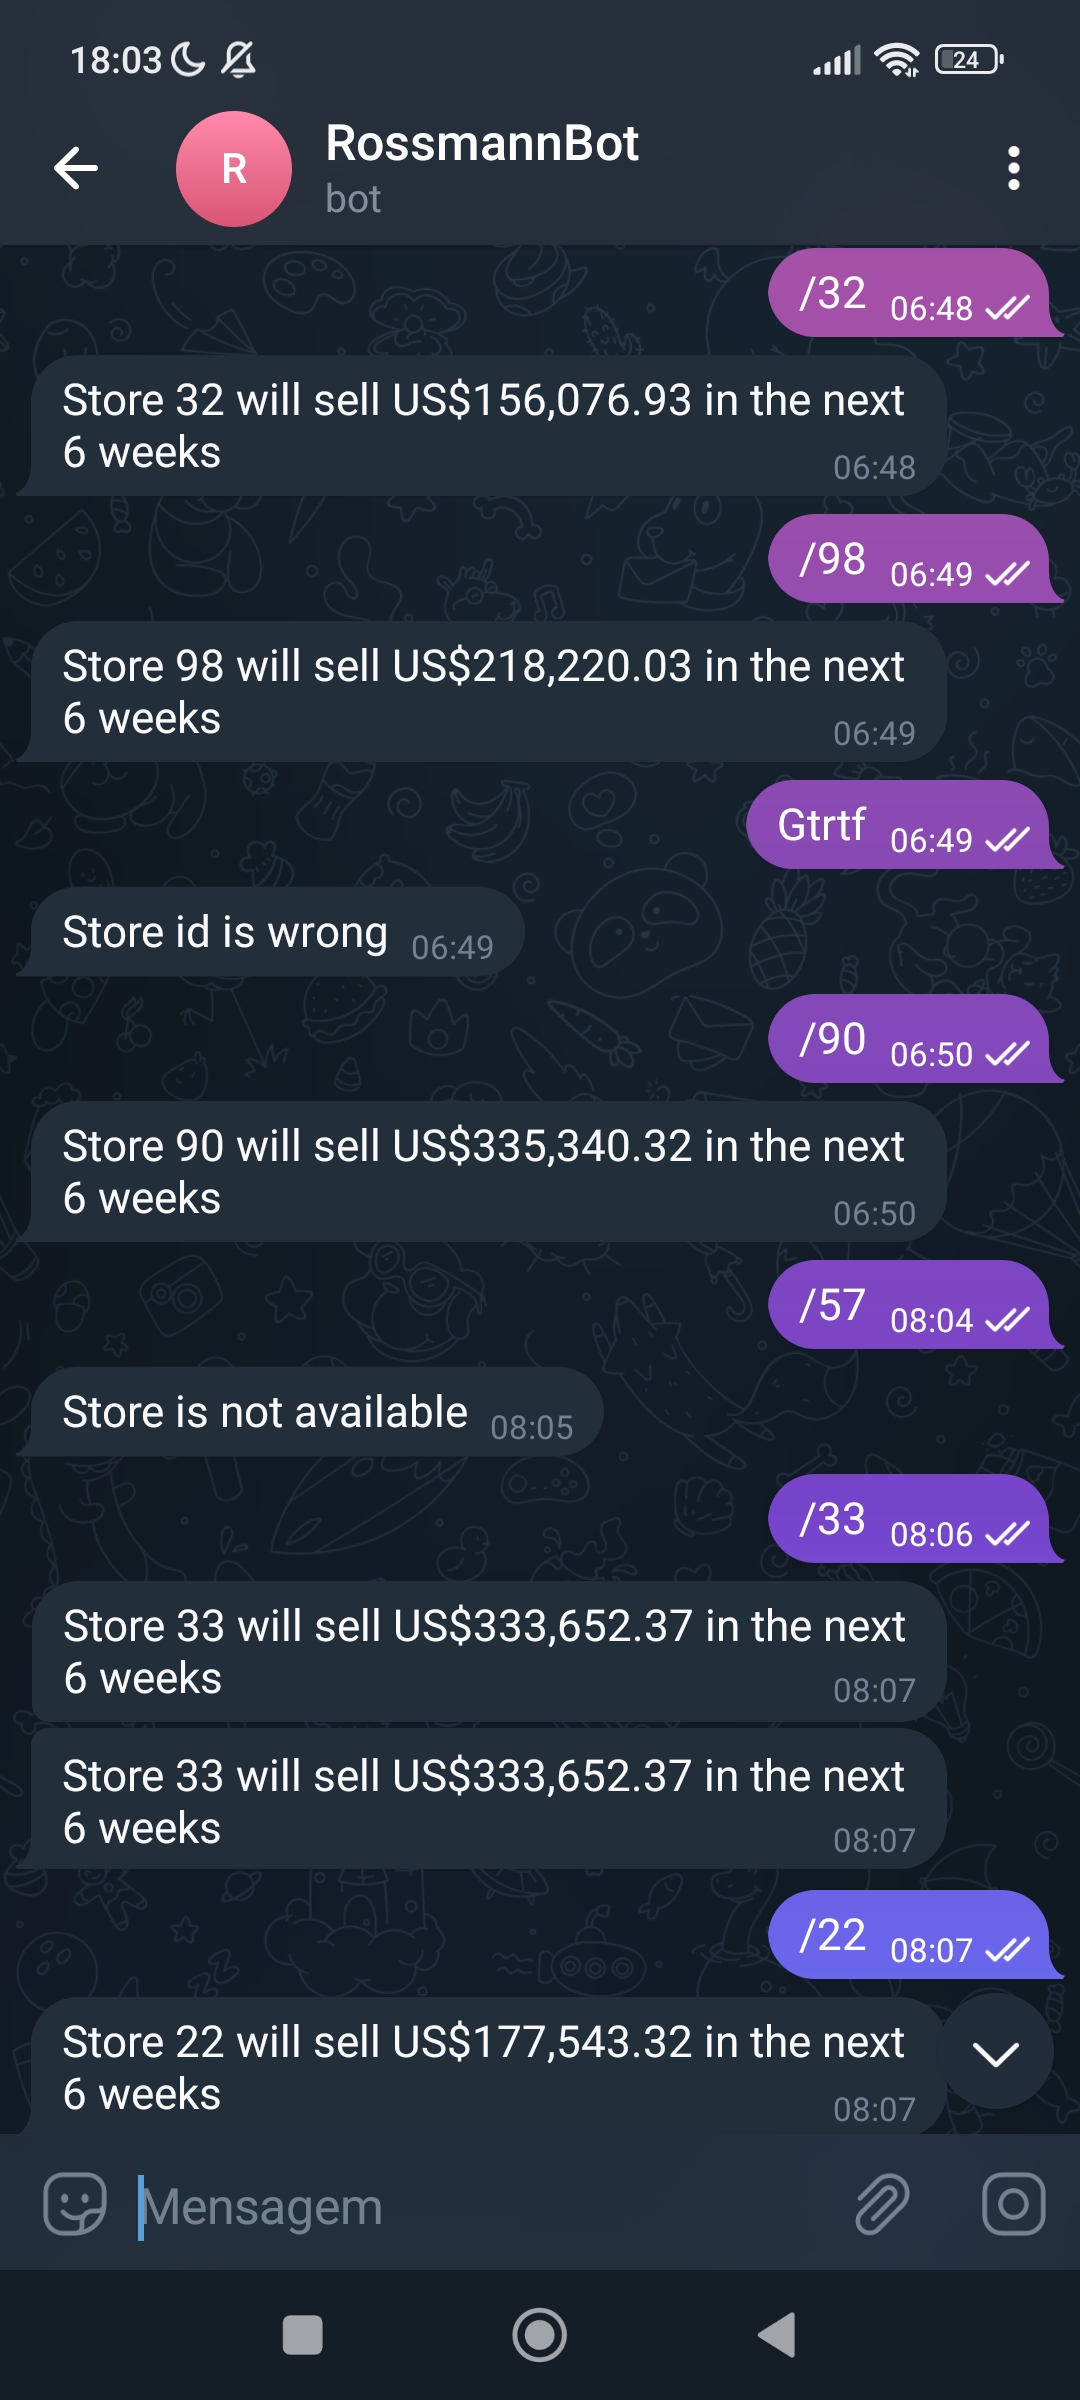 18:03
24
R
RossmannBot
bot
/32 06:48
Store 32 will sell US$156,076.93 in the next
6 weeks
06:48
/98 06:49
Store 98 will sell US$218,220.03 in the next
6 weeks
06:49
Gtrtf 06:49
Store id is wrong 06:49
/90 06:50
Store 90 will sell US$335,340.32 in the next
6 weeks
06:50
/57 08:04
Store is not available 08:05
/33 08:06
Store 33 will sell US$333,652.37 in the next
6 weeks
08:07
Store 33 will sell US$333,652.37 in the next
6 weeks
08:07
/22 08:07
Store 22 will sell US$177,543.32 in the next
6 weeks
08:07
Mensagem